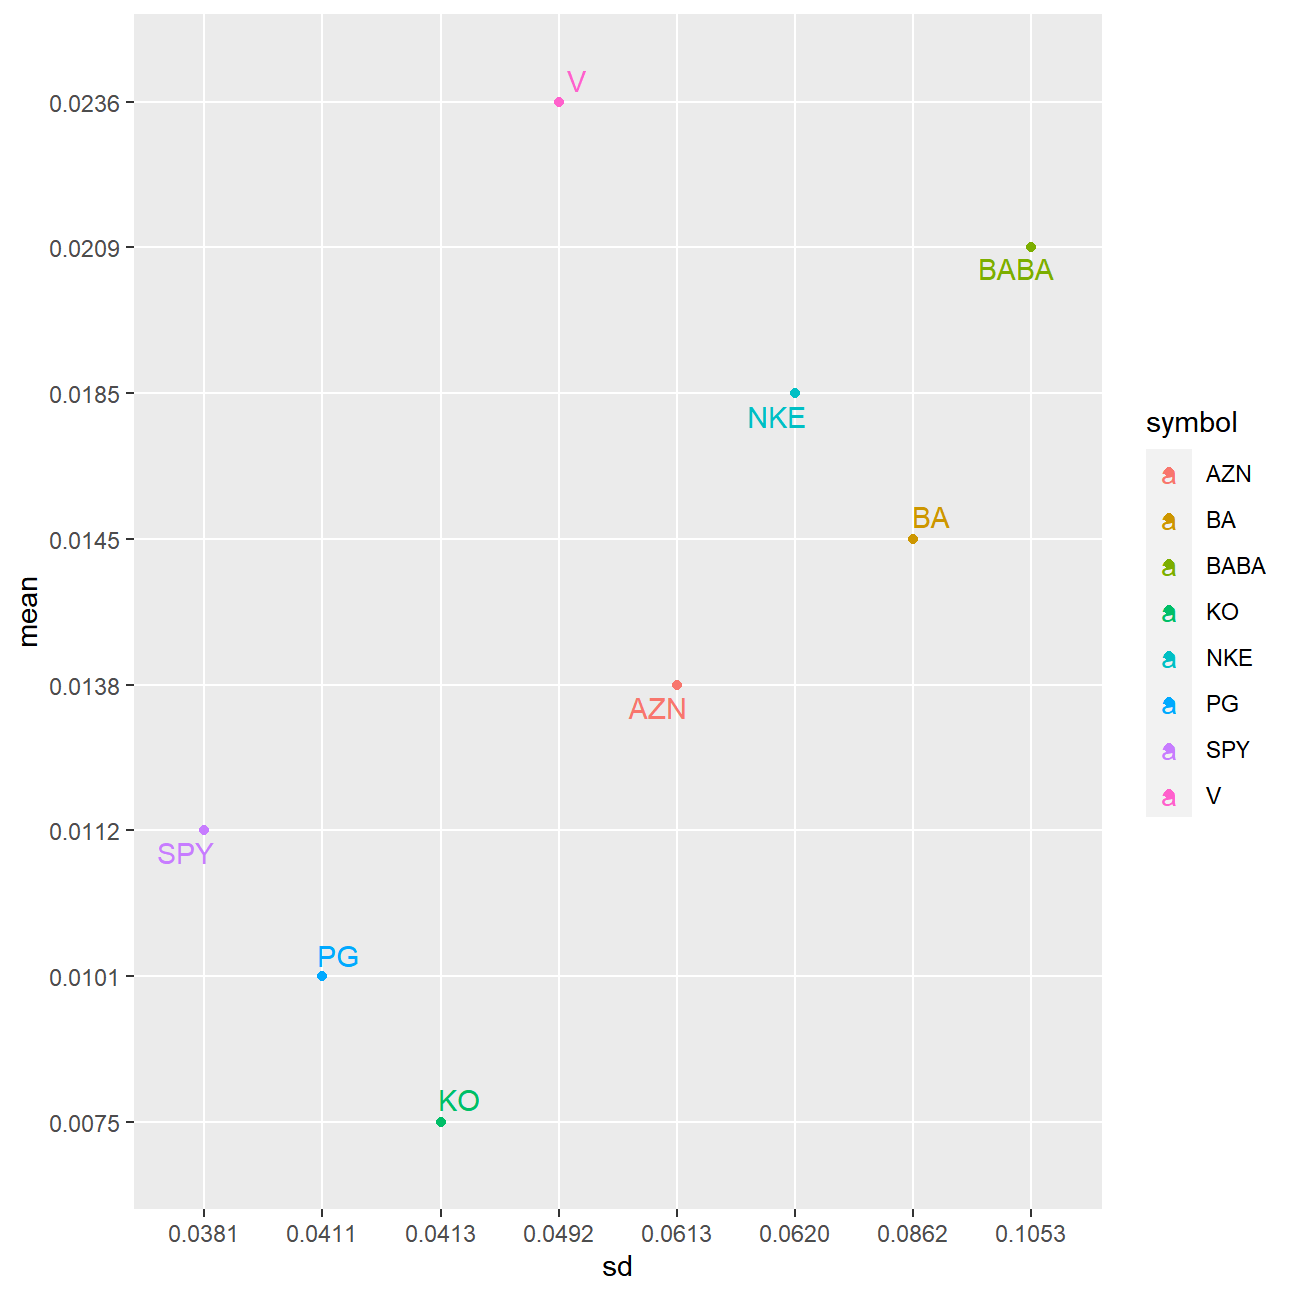 V
0.0236
0.0209
BABA
0.0185
NKE
BA
0.0145
mean
0.0138
AZN
0.0112
SPY
PG
0.0101
KO
0.0075
0.0381 0.0411 0.0413 0.0492 0.0613 0.0620 0.0862 0.1053
sd
symbol
a AZN
a BA
a BABA
a KO
a NKE
a PG
a SPY
a V